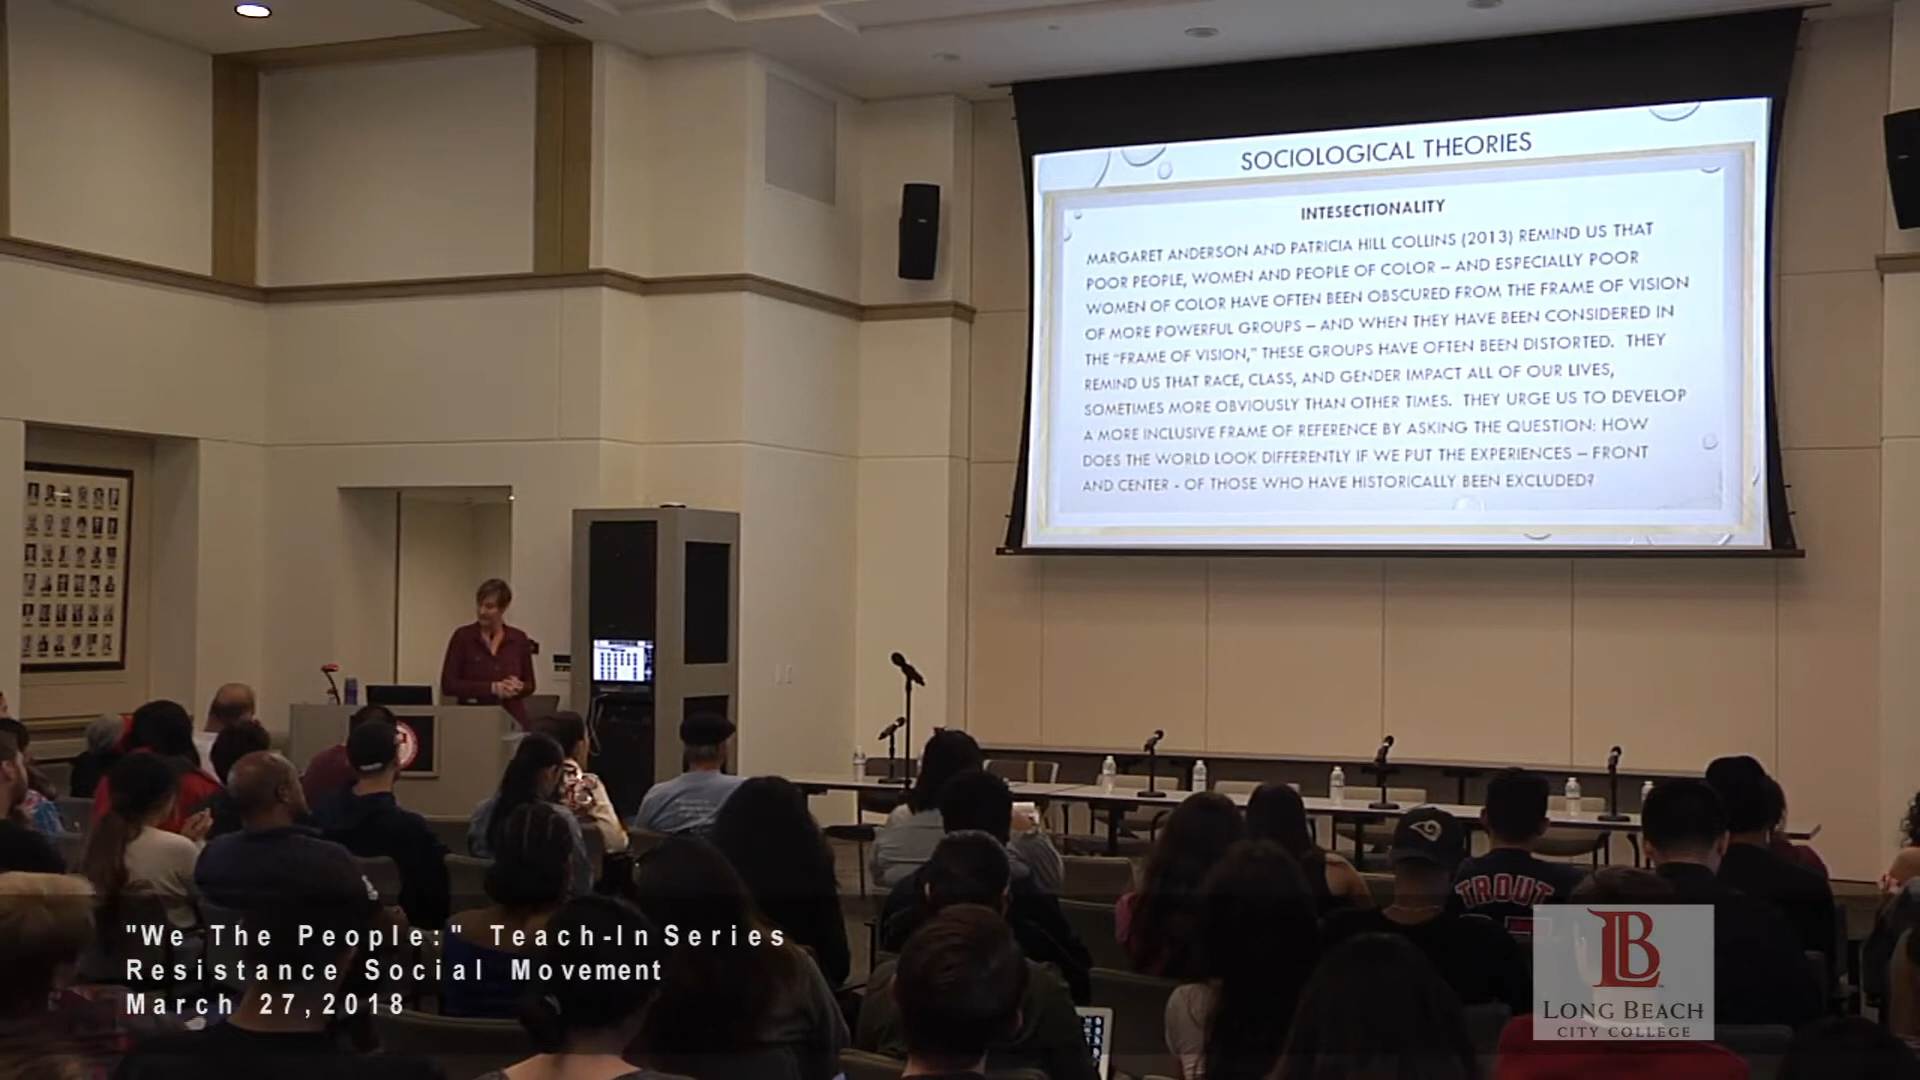 SOCIOLOGICAL THEORIES
INTESECTIONALITY
MARGARET ANDERSON AND PATRICIA HILL COLLINS (2013) REMIND US THAT
POOR PEOPLE, WOMEN AND PEOPLE OF COLOR – AND ESPECIALLY POOR
WOMEN OF COLOR HAVE OFTEN BEEN OBSCURED FROM THE FRAME OF VISION
OF MORE POWERFUL GROUPS – AND WHEN THEY HAVE BEEN CONSIDERED IN
THE "FRAME OF VISION," THESE GROUPS HAVE OFTEN BEEN DISTORTED. THEY
REMIND US THAT RACE, CLASS, AND GENDER IMPACT ALL OF OUR LIVES,
SOMETIMES MORE OBVIOUSLY THAN OTHER TIMES. THEY URGE US TO DEVELOP
A MORE INCLUSIVE FRAME OF REFERENCE BY ASKING THE QUESTION: HOW
DOES THE WORLD LOOK DIFFERENTLY IF WE PUT THE EXPERIENCES – FRONT
AND CENTER - OF THOSE WHO HAVE HISTORICALLY BEEN EXCLUDED?
TROUT
"We The People:" Teach-In Series
Resistance Social Movement
March 27, 2018
LB
LONG BEACH
CITY COLLEGE